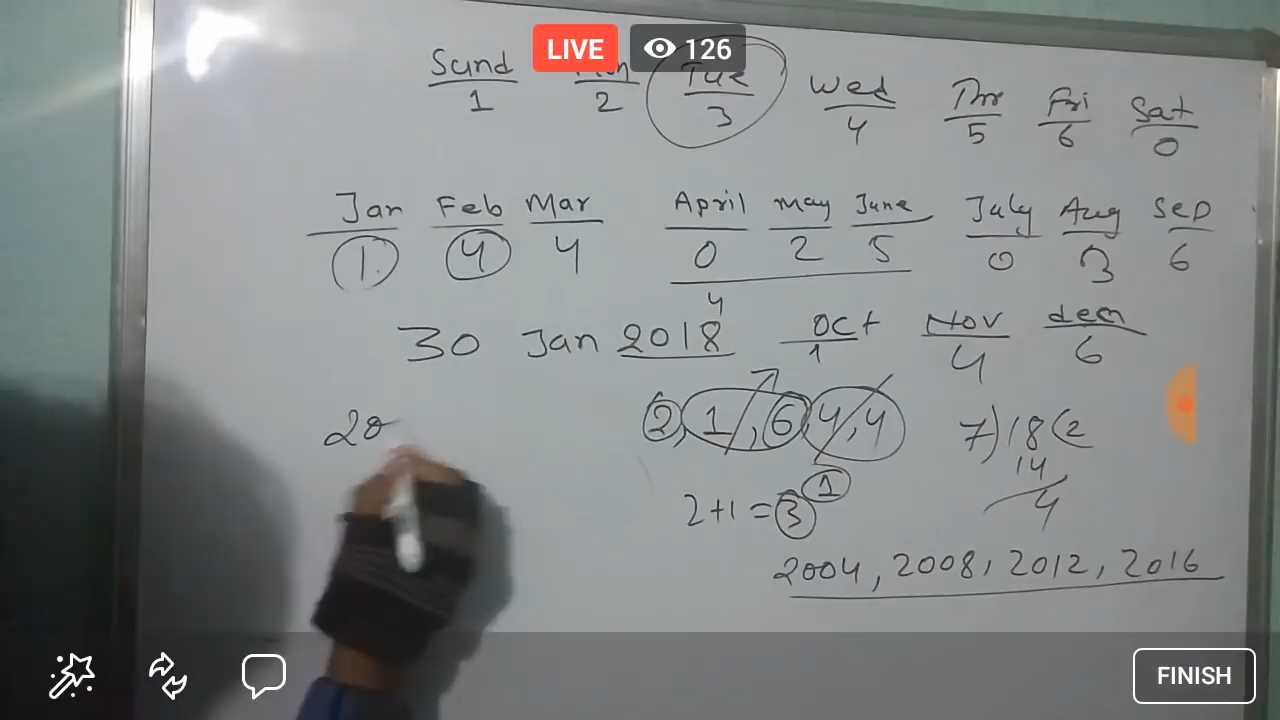 LIVE 126
Sund Mon Tue Wed Thr Fri Sat
1 2 3 4 5 6 0
Jan Feb Mar April May June July Aug Sep
1 4 4 0 2 5 0 3 6
4
30 Jan 2018 Oct Nov dem
1 4 6
2, 1, 6, 4, 4 7)18(2
14
4
2+1=3 1
2004, 2008, 2012, 2016
28
FINISH